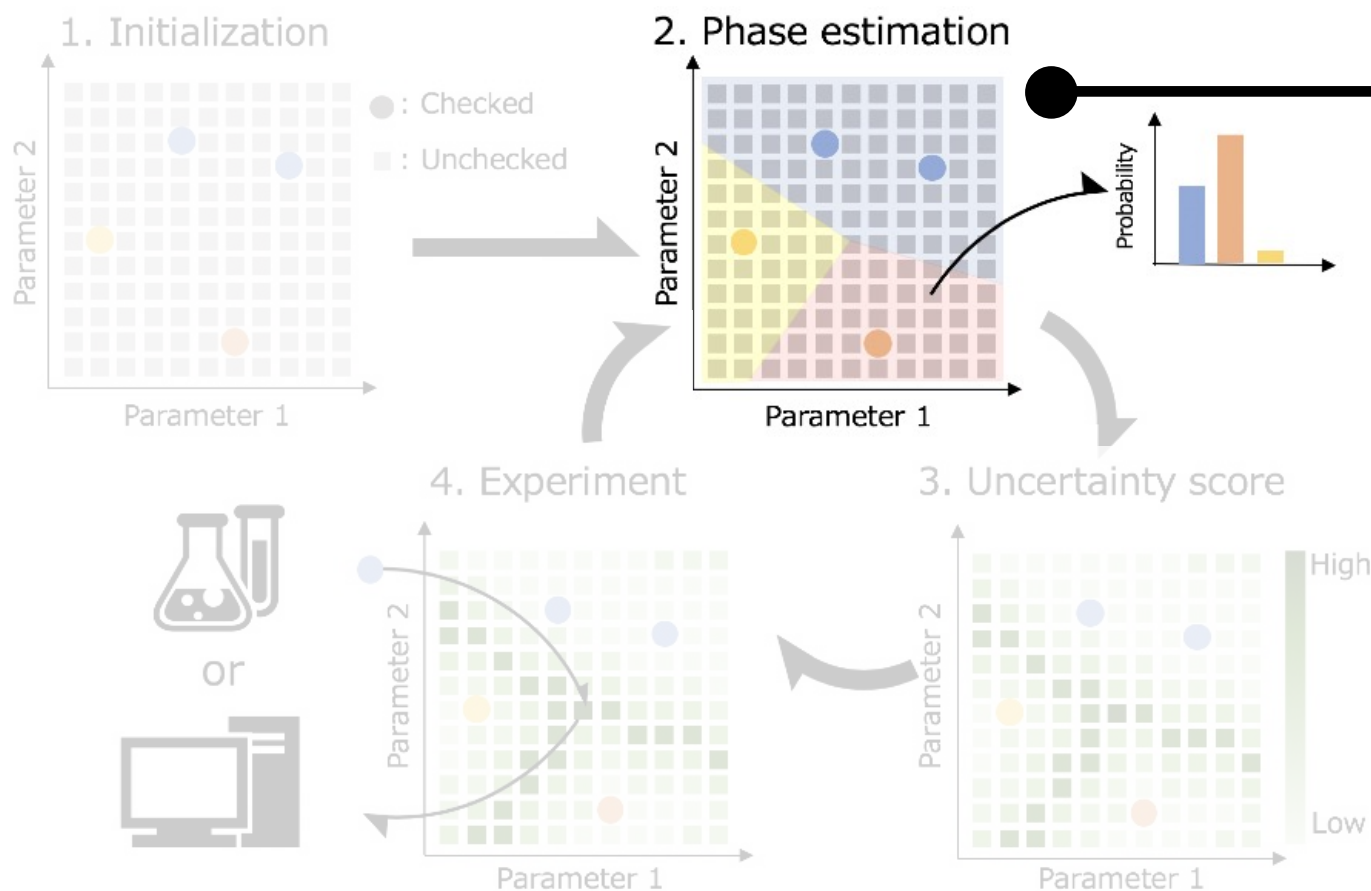 1. Initialization
2. Phase estimation
: Checked
: Unchecked
Parameter 2
Parameter 1
Parameter 2
Parameter 1
Probability
4. Experiment
3. Uncertainty score
or
Parameter 2
Parameter 1
Parameter 2
Parameter 1
High
Low